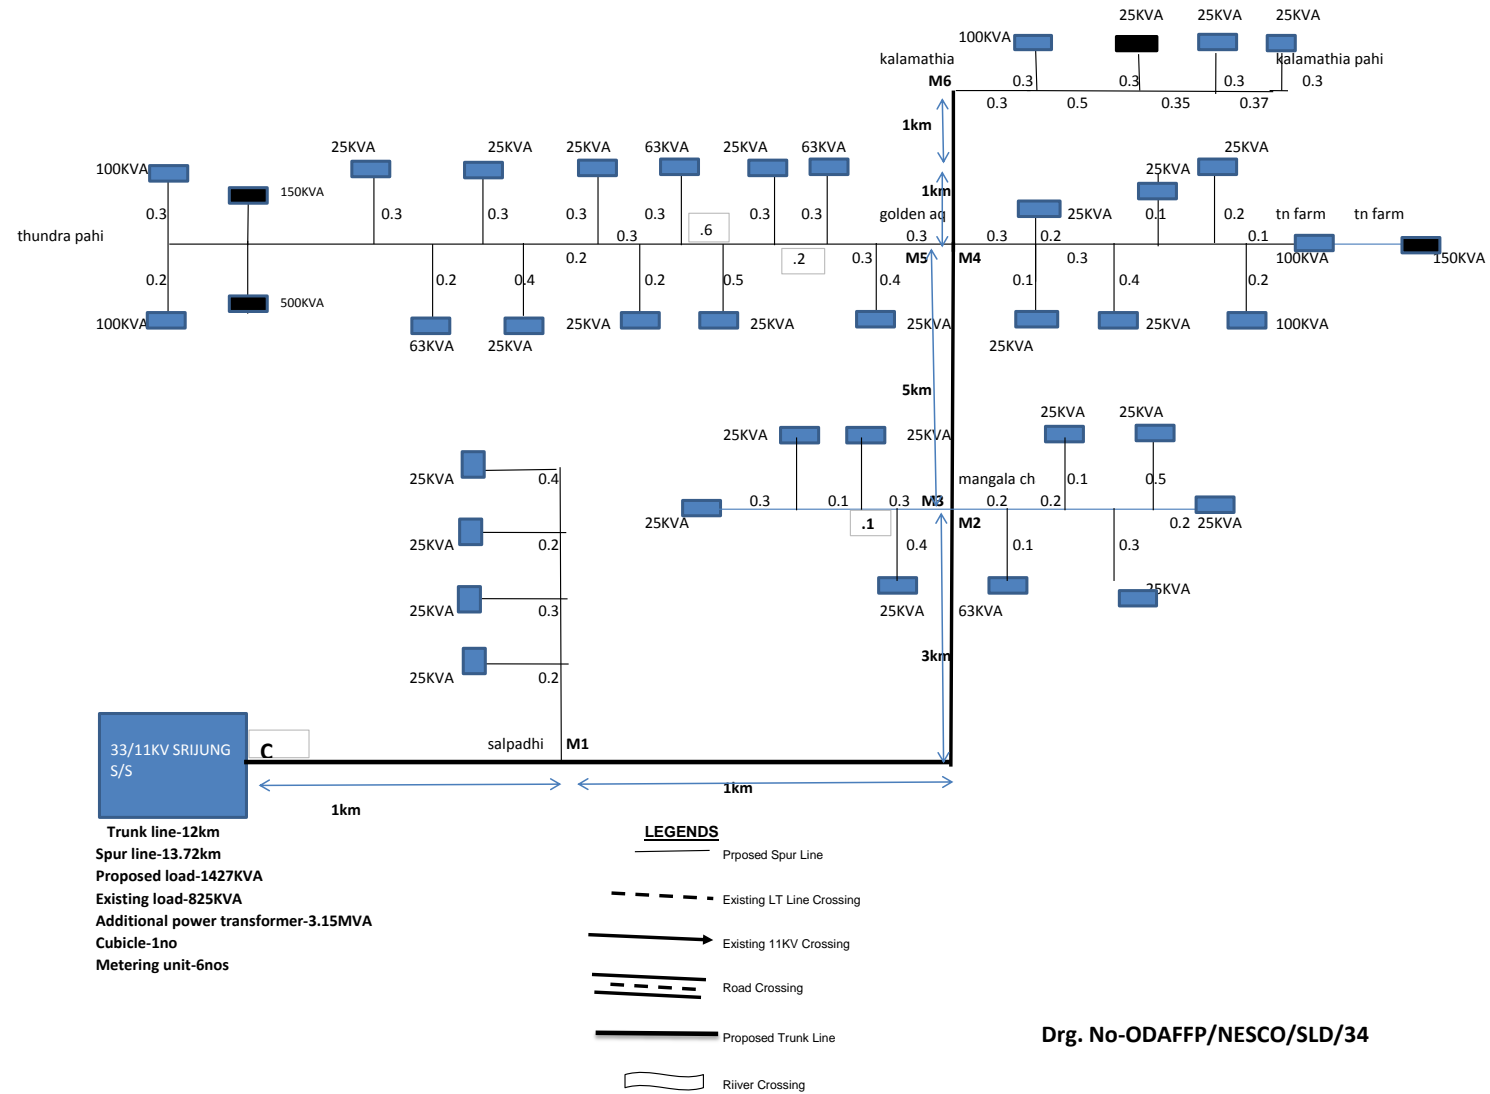 25KVA 25KVA 25KVA
100KVA
kalamathia
kalamathia pahi
M6
0.3 0.3 0.3 0.3
0.3 0.5 0.35 0.37
1km
25KVA 25KVA 25KVA 63KVA 25KVA 63KVA
25KVA
100KVA
25KVA
150KVA
1km
0.3 0.3 0.3 0.3 0.3 0.3 0.3
golden aq
25KVA
0.1 0.2
tn farm tn farm
thundra pahi
.6
0.3
0.3
0.3 0.2
0.1
0.2
.2
0.3
M5 M4
0.3
100KVA
150KVA
0.2
0.2 0.4 0.2 0.5 0.4
0.1 0.4 0.2
500KVA
100KVA
25KVA 25KVA 25KVA
25KVA 100KVA
63KVA 25KVA
25KVA
5km
25KVA 25KVA
25KVA 25KVA
25KVA 0.4
mangala ch 0.1 0.5
0.3 0.1 0.3 M3 0.2 0.2
25KVA
.1
M2
0.2 25KVA
25KVA 0.2
0.4 0.1 0.3
25KVA 63KVA
25KVA
25KVA 0.3
3km
25KVA 0.2
33/11KV SRIJUNG
S/S
C
salpadhi M1
1km
1km
Trunk line-12km
Spur line-13.72km
Proposed load-1427KVA
Existing load-825KVA
Additional power transformer-3.15MVA
Cubicle-1no
Metering unit-6nos
LEGENDS
Prposed Spur Line
Existing LT Line Crossing
Existing 11KV Crossing
Road Crossing
Proposed Trunk Line
Riiver Crossing
Drg. No-ODAFFP/NESCO/SLD/34